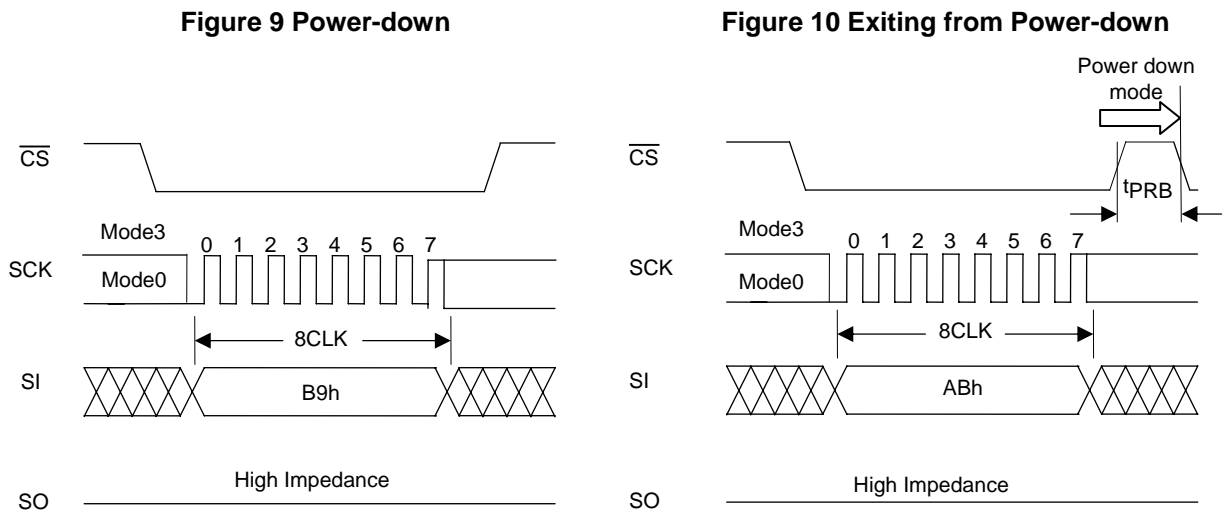 Figure 9 Power-down
CS
Mode3
0 1 2 3 4 5 6 7
SCK
Mode0
8CLK
SI
B9h
High Impedance
SO
Figure 10 Exiting from Power-down
Power down
mode
CS
tPRB
Mode3
0 1 2 3 4 5 6 7
SCK
Mode0
8CLK
SI
ABh
High Impedance
SO